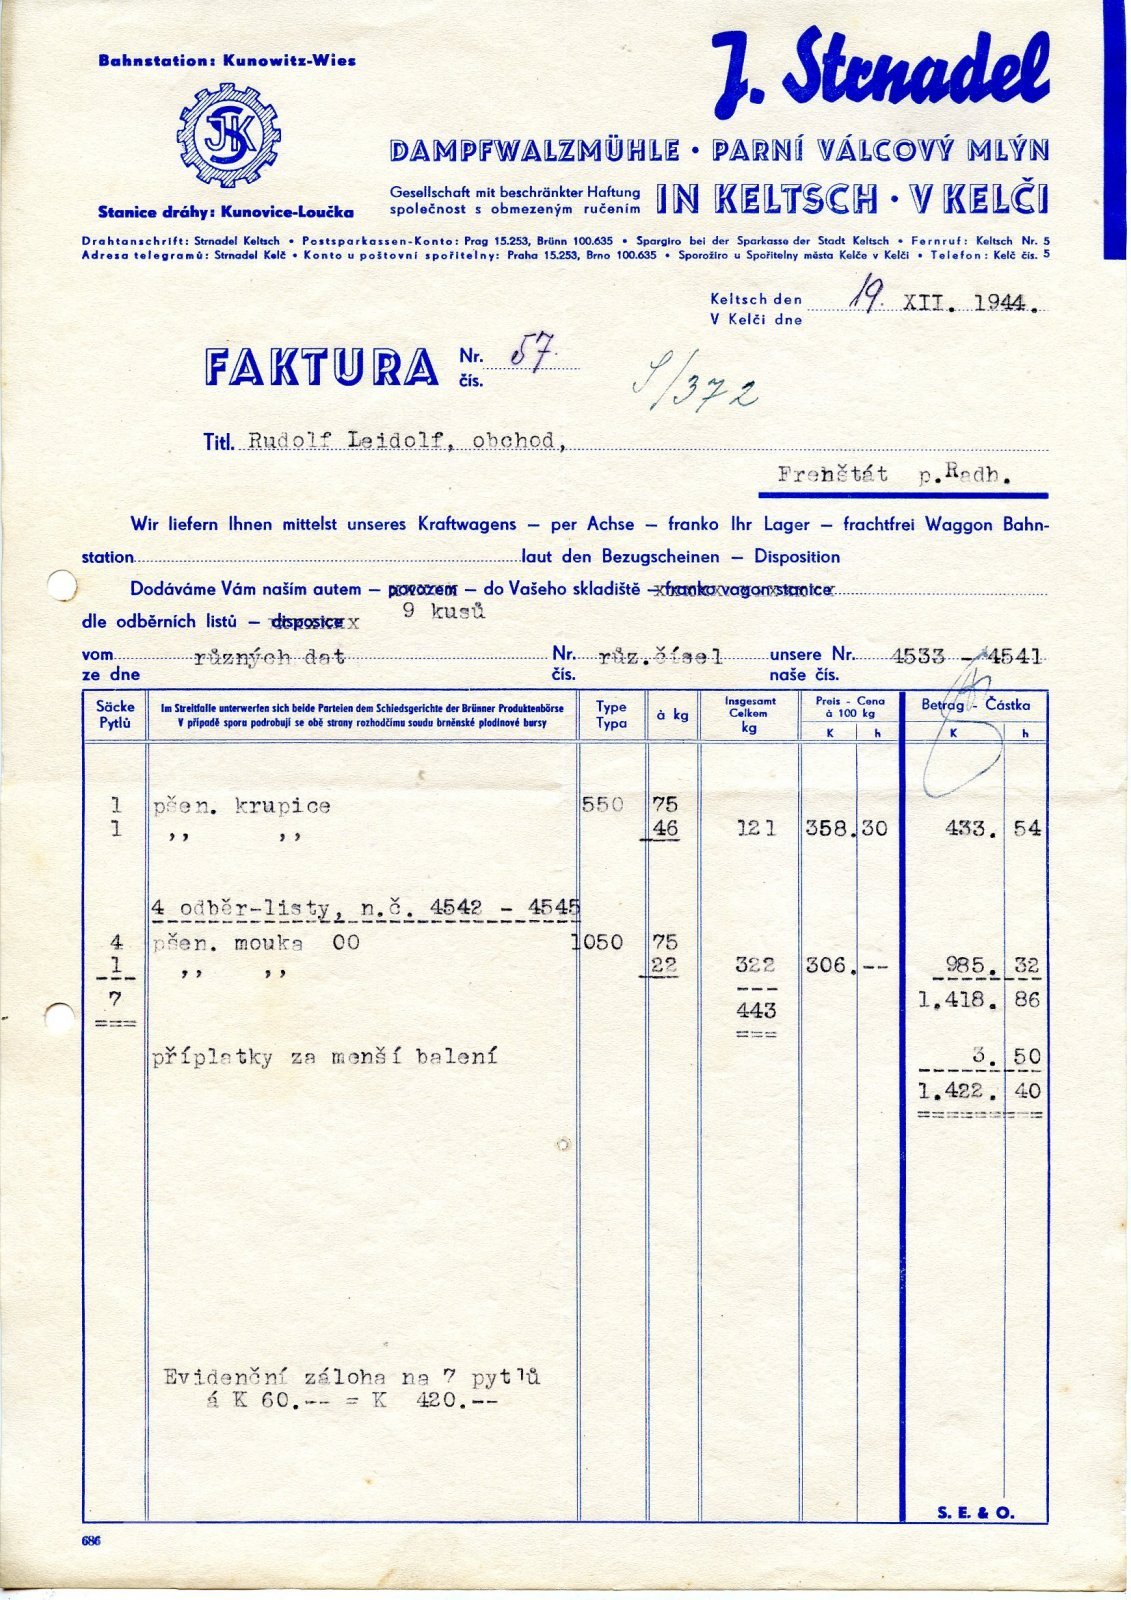 Bahnstation: Kunowitz-Wies
JSK
Stanice dráhy: Kunovice-Loučka
J. Strnadel
DAMPFWALZMÜHLE • PARNÍ VÁLCOVÝ MLÝN
Gesellschaft mit beschränkter Haftung
společnost s obmezeným ručením
IN KELTSCH • V KELČI
Drahtanschrift: Strnadel Keltsch • Postsparkassen-Konto: Prag 15.253, Brünn 100.635 • Spargiro bei der Sparkasse der Stadt Keltsch • Fernruf: Keltsch Nr. 5
Adresa telegramů: Strnadel Kelč • Konto u poštovní spořitelny: Praha 15.253, Brno 100.635 • Sporožiro u Spořitelny města Kelče v Kelči • Telefon: Kelč čís. 5
Keltsch den
V Kelči dne
19. XII. 1944.
FAKTURA Nr. čís. 57.
S/372
Titl. Rudolf Leidolf, obchod,
Frenštát p.Radh.
Wir liefern Ihnen mittelst unseres Kraftwagens – per Achse – franko Ihr Lager – frachtfrei Waggon Bahn-
station laut den Bezugscheinen – Disposition
Dodáváme Vám naším autem – povozem – do Vašeho skladiště – franko vagon stanice
dle odběrních listů – disposice 9 kusů
vom různých dat Nr. růz.čísel unsere Nr. 4533 - 4541
ze dne čís. naše čís.
Säcke Pytlů
Im Streitfalle unterwerfen sich beide Parteien dem Schiedsgerichte der Brünner Produktenbörse
V případě sporu podrobují se obě strany rozhodčímu soudu brněnské plodinové bursy
Type Typa
à kg
Insgesamt Celkem kg
Preis - Cena à 100 kg K h
Betrag - Částka K h
1 pšen. krupice 550 75
1 ,, ,, 46 121 358.30 433. 54
4 odběr-listy, n.č. 4542 - 4545
4 pšen. mouka 00 1050 75
1 ,, ,, 22 322 306.-- 985. 32
7 443 1.418. 86
příplatky za menší balení 3. 50
1.422. 40
Evidenční záloha na 7 pytlů
á K 60.-- = K 420.--
S. E. & O.
686